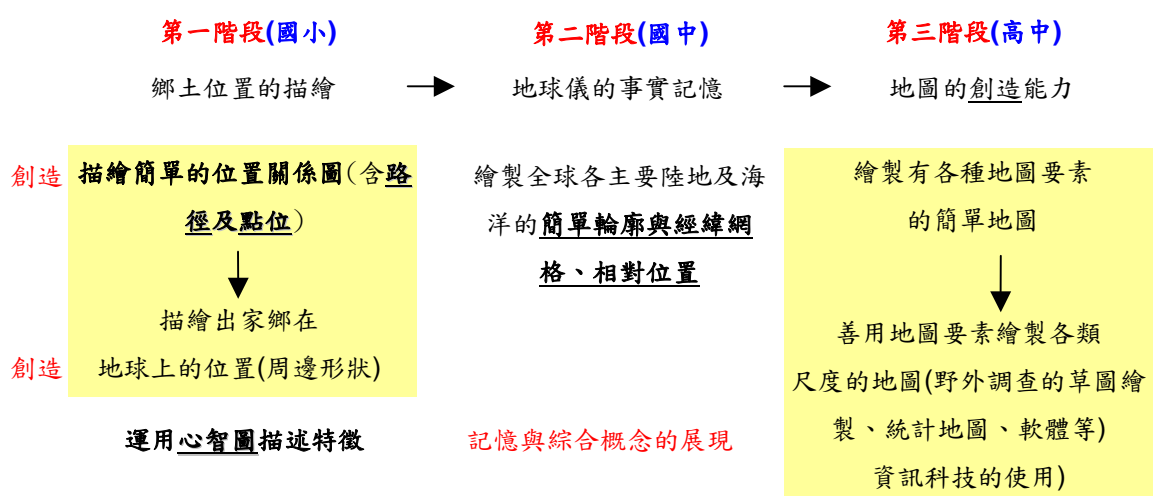 第一階段(國小)
第二階段(國中)
第三階段(高中)
鄉土位置的描繪
地球儀的事實記憶
地圖的創造能力
創造
描繪簡單的位置關係圖(含路
徑及點位)
描繪出家鄉在
創造
地球上的位置(周邊形狀)
運用心智圖描述特徵
繪製全球各主要陸地及海
洋的簡單輪廓與經緯網
格、相對位置
記憶與綜合概念的展現
繪製有各種地圖要素
的簡單地圖
善用地圖要素繪製各類
尺度的地圖(野外調查的草圖繪
製、統計地圖、軟體等)
資訊科技的使用)